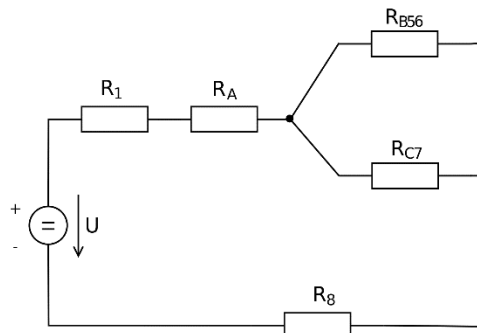 R_B56
R_1
R_A
R_C7
+
=
U
-
R_8